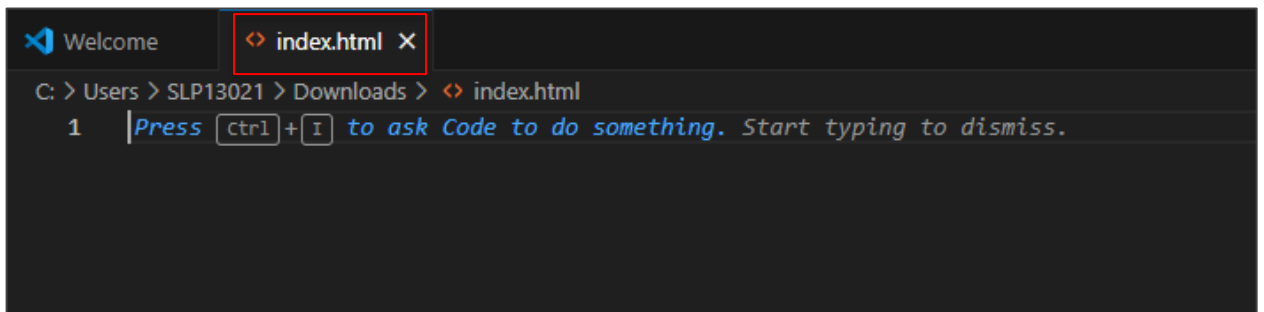 Welcome index.html
C: > Users > SLP13021 > Downloads > index.html
1 Press Ctrl+I to ask Code to do something. Start typing to dismiss.